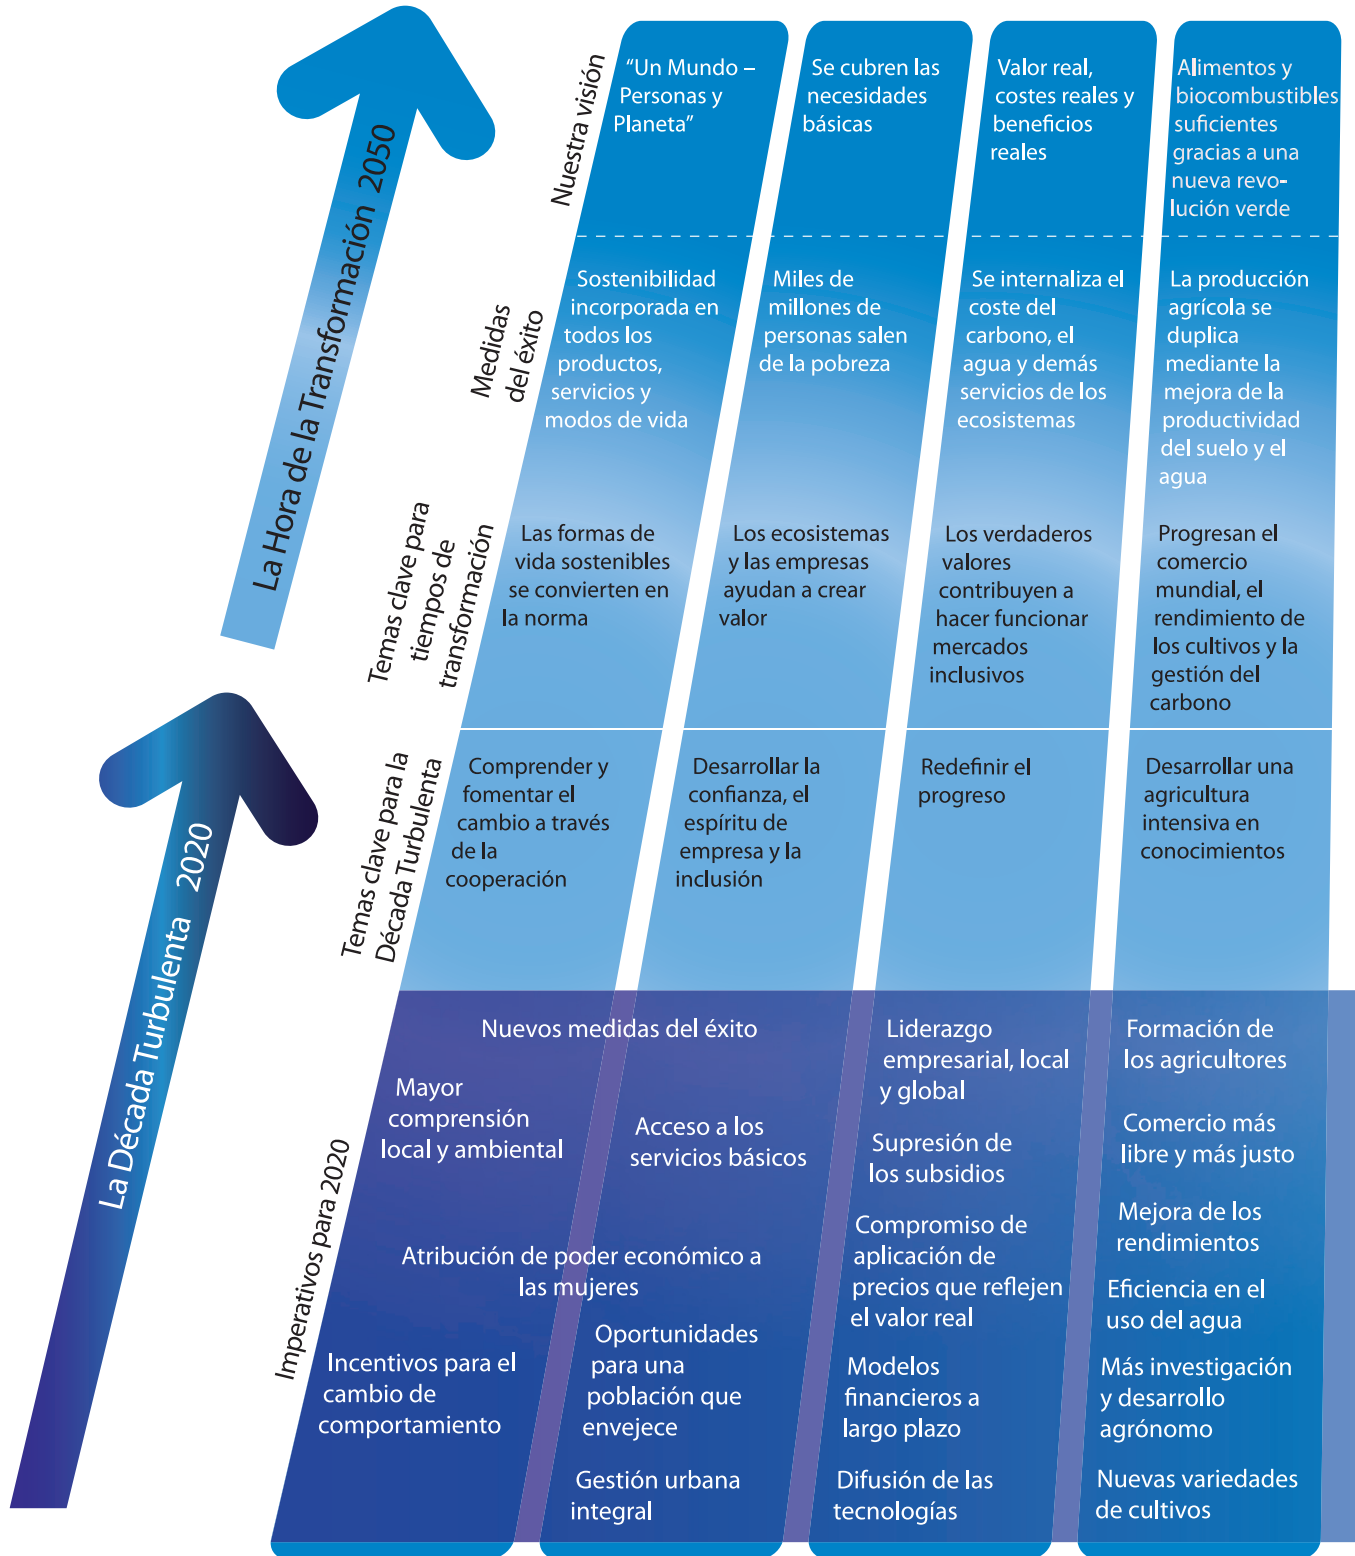 La Hora de la Transformación 2050
La Década Turbulenta 2020
Nuestra visión
“Un Mundo –
Personas y
Planeta”
Se cubren las
necesidades
básicas
Valor real,
costes reales y
beneficios
reales
Alimentos y
biocombustibles
suficientes
gracias a una
nueva revo-
lución verde
Medidas
del éxito
Sostenibilidad
incorporada en
todos los
productos,
servicios y
modos de vida
Miles de
millones de
personas salen
de la pobreza
Se internaliza el
coste del
carbono, el
agua y demás
servicios de los
ecosistemas
La producción
agrícola se
duplica
mediante la
mejora de la
productividad
del suelo y el
agua
Temas clave para
tiempos de
transformación
Las formas de
vida sostenibles
se convierten en
la norma
Los ecosistemas
y las empresas
ayudan a crear
valor
Los verdaderos
valores
contribuyen a
hacer funcionar
mercados
inclusivos
Progresan el
comercio
mundial, el
rendimiento de
los cultivos y la
gestión del
carbono
Temas clave para la
Década Turbulenta
Comprender y
fomentar el
cambio a través
de la
cooperación
Desarrollar la
confianza, el
espíritu de
empresa y la
inclusión
Redefinir el
progreso
Desarrollar una
agricultura
intensiva en
conocimientos
Imperativos para 2020
Nuevos medidas del éxito
Mayor
comprensión
local y ambiental
Acceso a los
servicios básicos
Atribución de poder económico a
las mujeres
Incentivos para el
cambio de
comportamiento
Oportunidades
para una
población que
envejece
Gestión urbana
integral
Liderazgo
empresarial, local
y global
Supresión de
los subsidios
Compromiso de
aplicación de
precios que reflejen
el valor real
Modelos
financieros a
largo plazo
Difusión de las
tecnologías
Formación de
los agricultores
Comercio más
libre y más justo
Mejora de los
rendimientos
Eficiencia en el
uso del agua
Más investigación
y desarrollo
agrónomo
Nuevas variedades
de cultivos